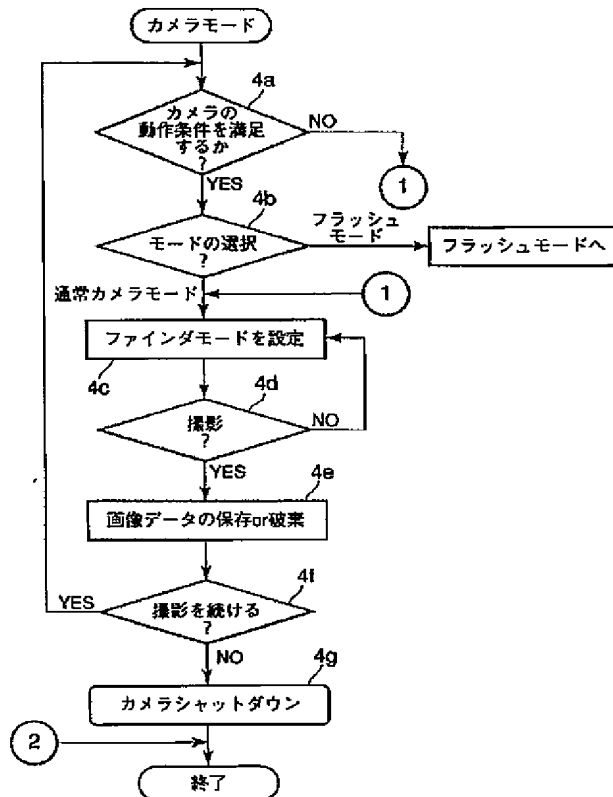 カメラモード
4a
カメラの
動作条件を満足
するか
?
NO
1
YES
4b
モードの選択
?
フラッシュ
モード
フラッシュモードへ
通常カメラモード
1
ファインダモードを設定
4c
4d
撮影
?
NO
YES
4e
画像データの保存or破棄
4f
YES
撮影を続ける
?
NO
4g
カメラシャットダウン
2
終了